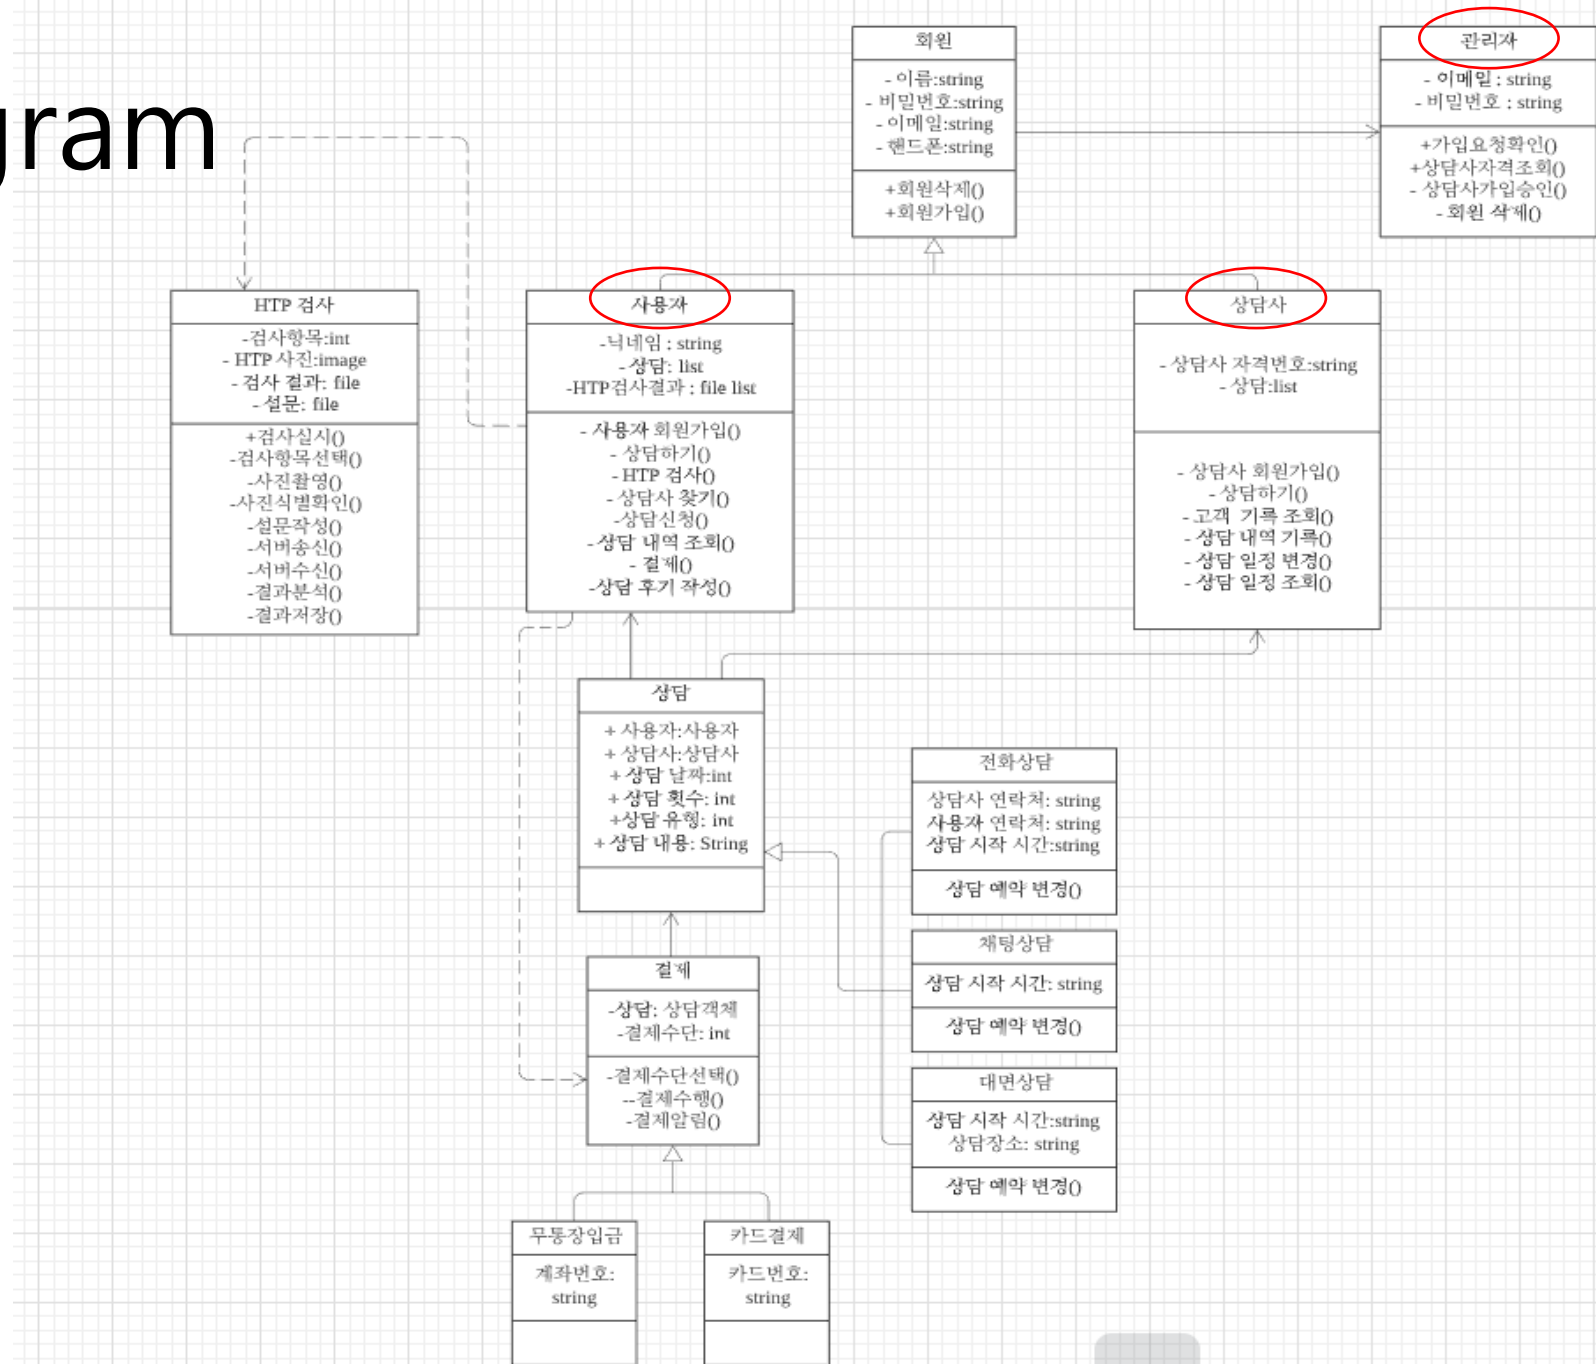 gram
회원
- 이름:string
- 비밀번호:string
- 이메일:string
- 핸드폰:string
+회원삭제()
+회원가입()
관리자
- 이메일 : string
- 비밀번호 : string
+가입요청확인()
+상담사자격조회()
- 상담사가입승인()
- 회원 삭제()
HTP 검사
-검사항목:int
- HTP 사진:image
- 검사 결과: file
- 설문: file
+검사실시()
-검사항목선택()
-사진촬영()
-사진식별확인()
-설문작성()
-서버송신()
-서버수신()
-결과분석()
-결과저장()
사용자
-닉네임 : string
- 상담: list
-HTP검사결과 : file list
- 사용자 회원가입()
- 상담하기()
- HTP 검사()
- 상담사 찾기()
-상담신청()
- 상담 내역 조회()
- 결제()
-상담 후기 작성()
상담사
- 상담사 자격번호:string
- 상담:list
- 상담사 회원가입()
- 상담하기()
- 고객 기록 조회()
- 상담 내역 기록()
- 상담 일정 변경()
- 상담 일정 조회()
상담
+ 사용자:사용자
+ 상담사:상담사
+ 상담 날짜:int
+ 상담 횟수: int
+상담 유형: int
+ 상담 내용: String
전화상담
상담사 연락처: string
사용자 연락처: string
상담 시작 시간:string
상담 예약 변경()
채팅상담
상담 시작 시간: string
상담 예약 변경()
대면상담
상담 시작 시간:string
상담장소: string
상담 예약 변경()
결제
-상담: 상담객체
-결제수단: int
-결제수단선택()
--결제수행()
-결제알림()
무통장입금
계좌번호:
string
카드결제
카드번호:
string